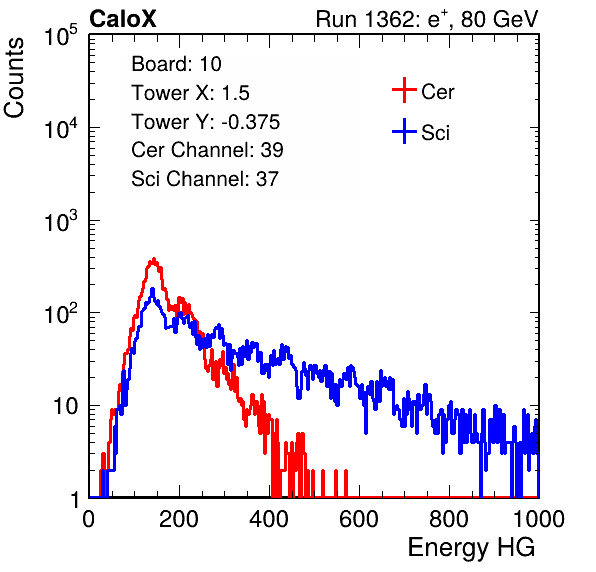 CaloX Run 1362: e⁺, 80 GeV
Counts
Board: 10
Tower X: 1.5
Tower Y: -0.375
Cer Channel: 39
Sci Channel: 37
Cer
Sci
10⁵
10⁴
10³
10²
10
1
0 200 400 600 800 1000
Energy HG